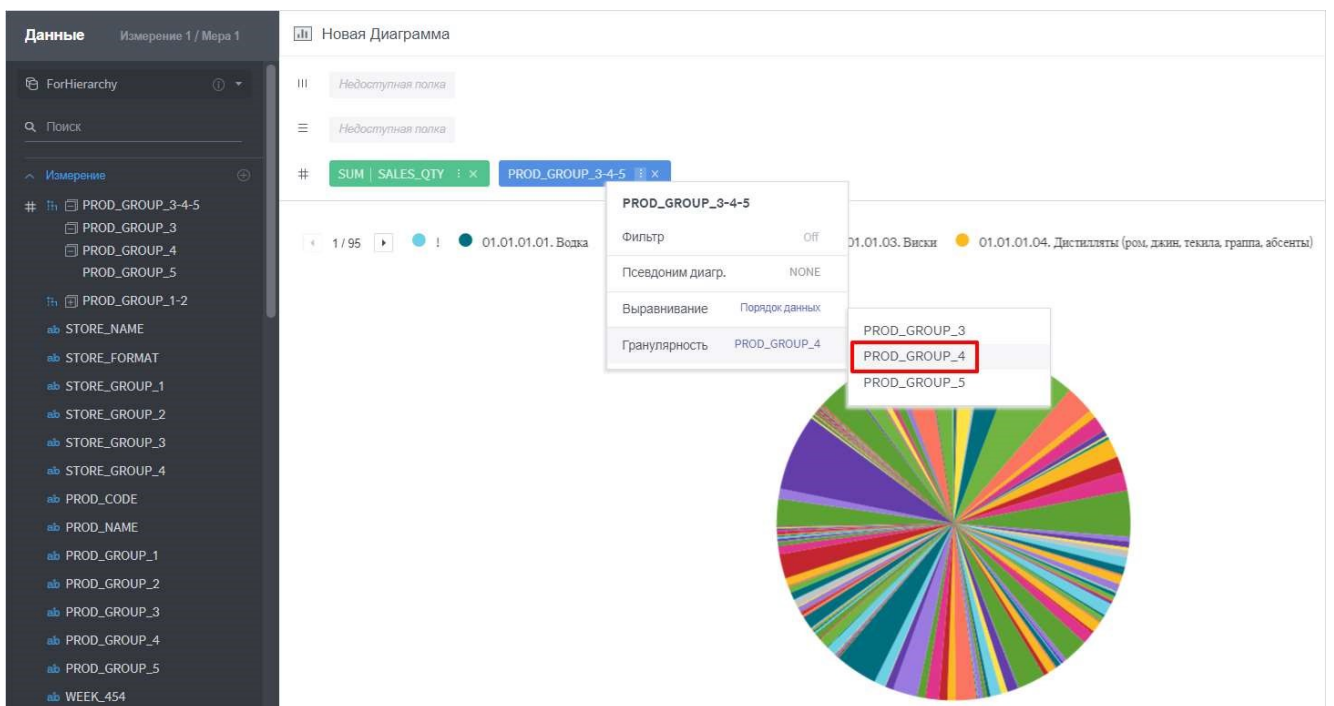 Данные Измерение 1 / Мера 1
Новая Диаграмма
ForHierarchy
Недоступная полка
Поиск
Недоступная полка
Измерение
SUM | SALES_QTY
PROD_GROUP_3-4-5
PROD_GROUP_3-4-5
PROD_GROUP_3
PROD_GROUP_4
PROD_GROUP_5
PROD_GROUP_1-2
STORE_NAME
STORE_FORMAT
STORE_GROUP_1
STORE_GROUP_2
STORE_GROUP_3
STORE_GROUP_4
PROD_CODE
PROD_NAME
PROD_GROUP_1
PROD_GROUP_2
PROD_GROUP_3
PROD_GROUP_4
PROD_GROUP_5
WEEK_454
PROD_GROUP_3-4-5
Фильтр Off
Псевдоним диагр. NONE
Выравнивание Порядок данных
Гранулярность PROD_GROUP_4
PROD_GROUP_3
PROD_GROUP_4
PROD_GROUP_5
1 / 95 ! 01.01.01.01. Водка 01.01.03. Виски 01.01.01.04. Дистилляты (ром, джин, текила, граппа, абсенты)